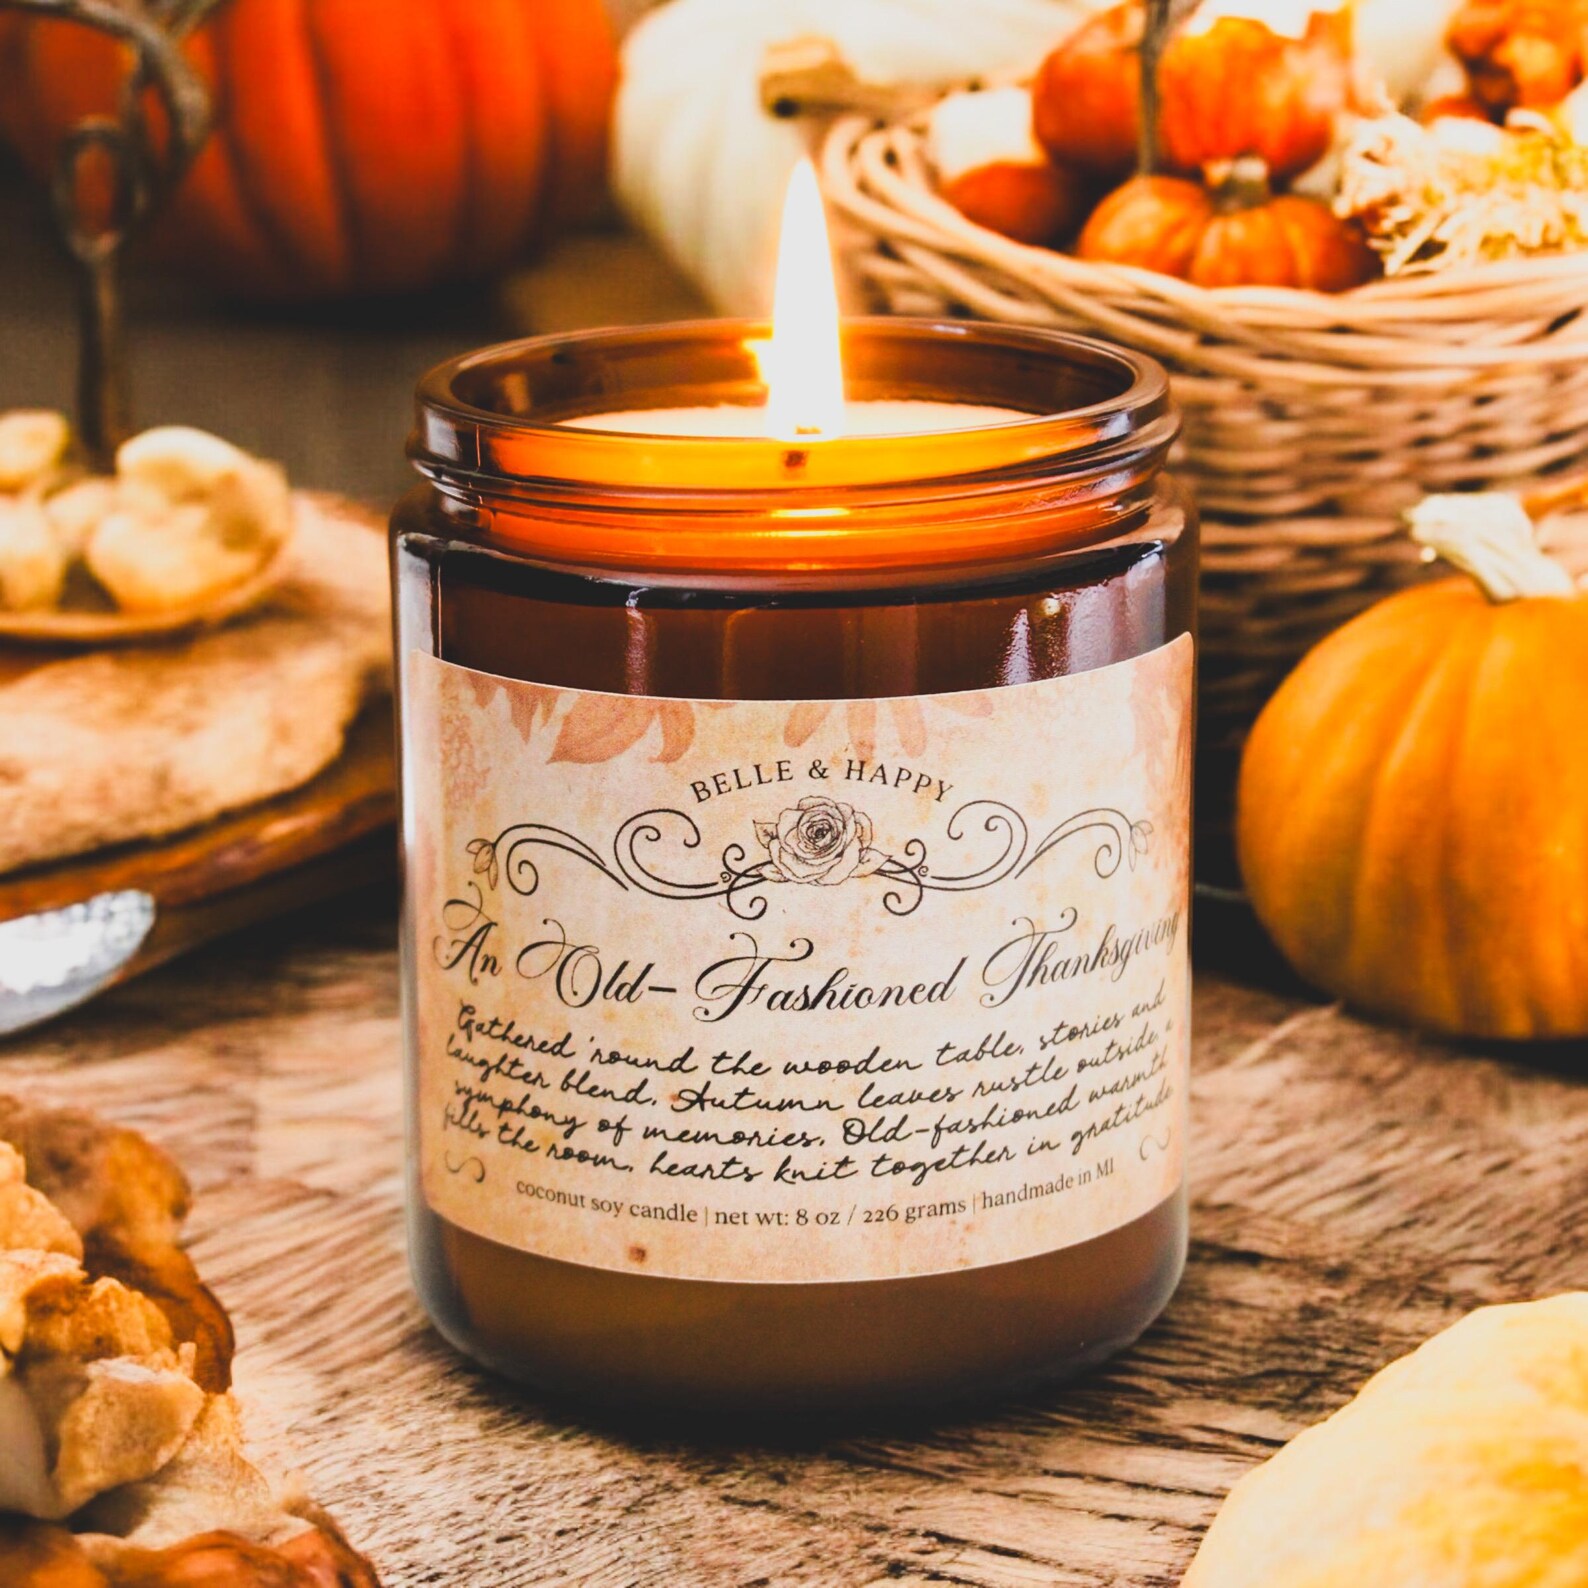 BELLE & HAPPY
An Old-Fashioned Thanksgiving
Gathered 'round the wooden table, stories and
laughter blend. Autumn leaves rustle outside, a
symphony of memories. Old-fashioned warmth
fills the room, hearts knit together in gratitude.
coconut soy candle | net wt: 8 oz / 226 grams | handmade in MI